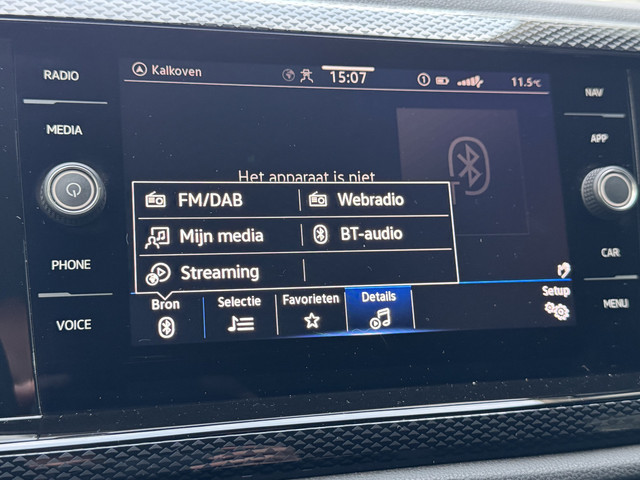 RADIO
MEDIA
PHONE
VOICE
Kalkoven
15:07
1
11.5°C
Het apparaat is niet
FM/DAB
Webradio
Mijn media
BT-audio
Streaming
Bron
Selectie
Favorieten
Details
Setup
NAV
APP
CAR
MENU